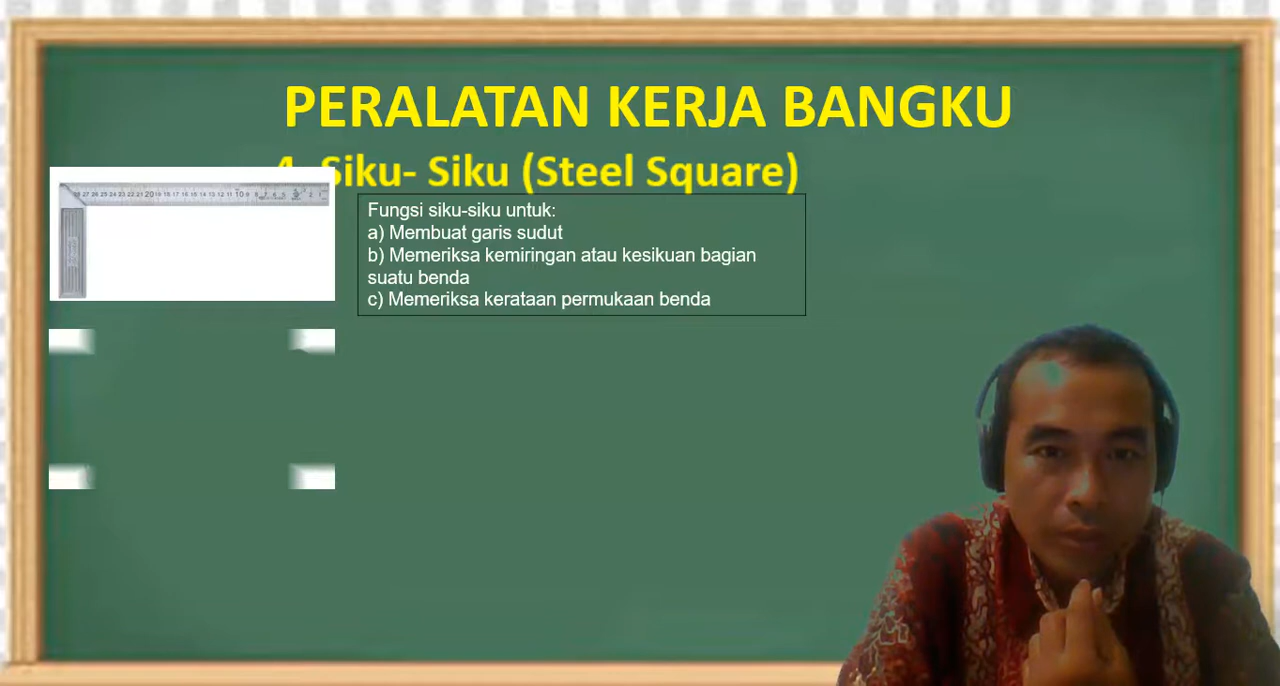 PERALATAN KERJA BANGKU
4. Siku- Siku (Steel Square)
Fungsi siku-siku untuk:
a) Membuat garis sudut
b) Memeriksa kemiringan atau kesikuan bagian
suatu benda
c) Memeriksa kerataan permukaan benda